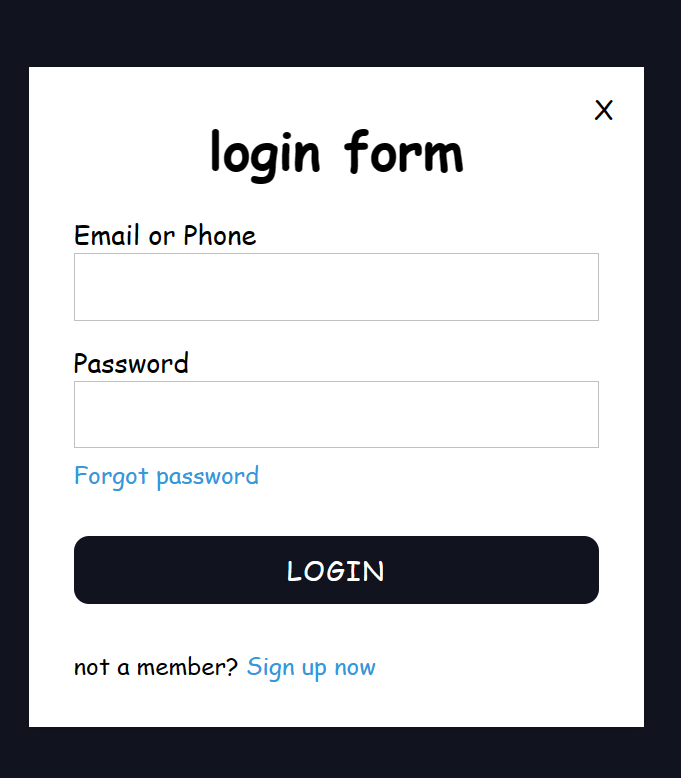 X
login form
Email or Phone
Password
Forgot password
LOGIN
not a member? Sign up now